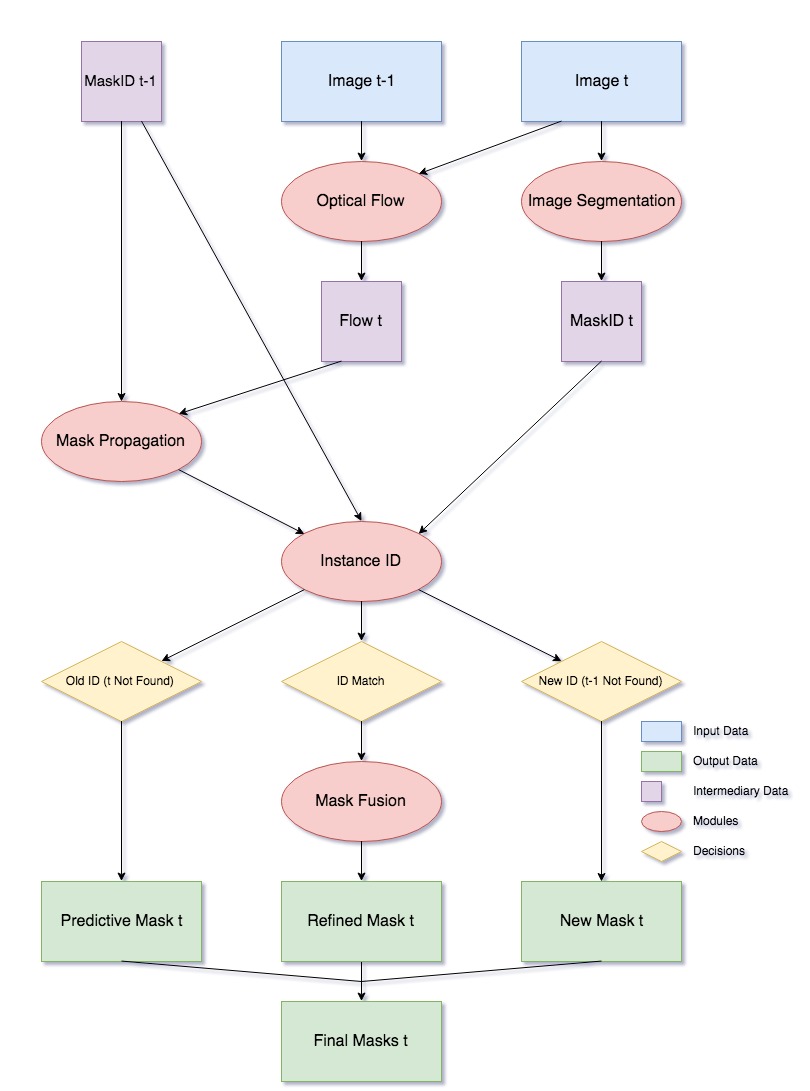 MaskID t-1
Image t-1
Image t
Optical Flow
Image Segmentation
Flow t
MaskID t
Mask Propagation
Instance ID
Old ID (t Not Found)
ID Match
New ID (t-1 Not Found)
Input Data
Output Data
Intermediary Data
Modules
Decisions
Mask Fusion
Predictive Mask t
Refined Mask t
New Mask t
Final Masks t